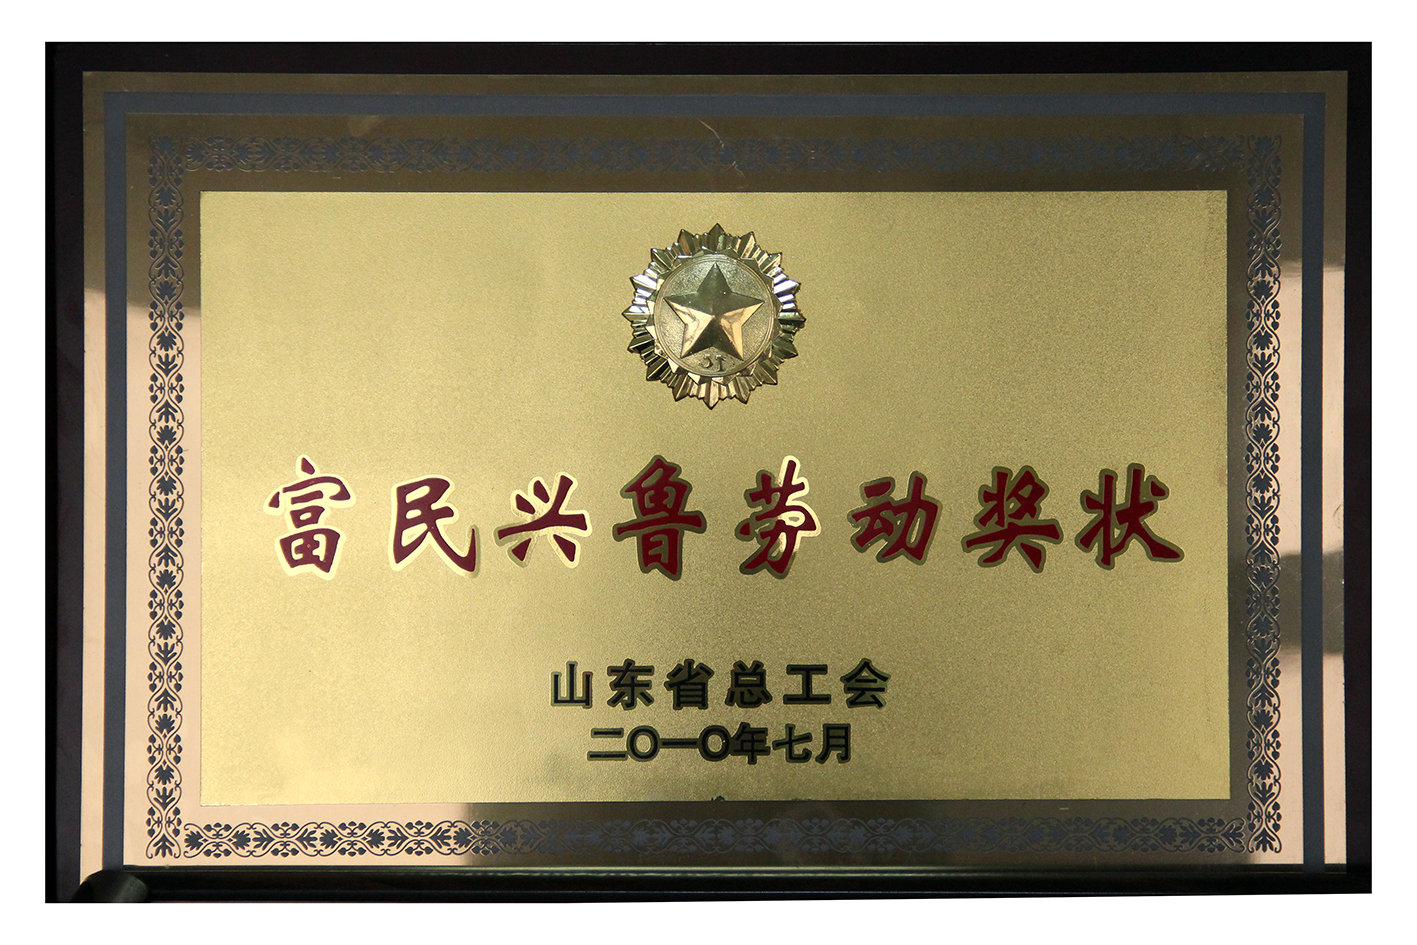 富民兴鲁劳动奖状
山东省总工会
二〇一〇年七月